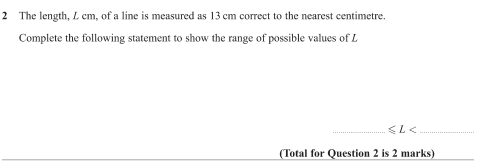 2 The length, L cm, of a line is measured as 13 cm correct to the nearest centimetre.
Complete the following statement to show the range of possible values of L
.............................. ⩽ L < ..............................
(Total for Question 2 is 2 marks)